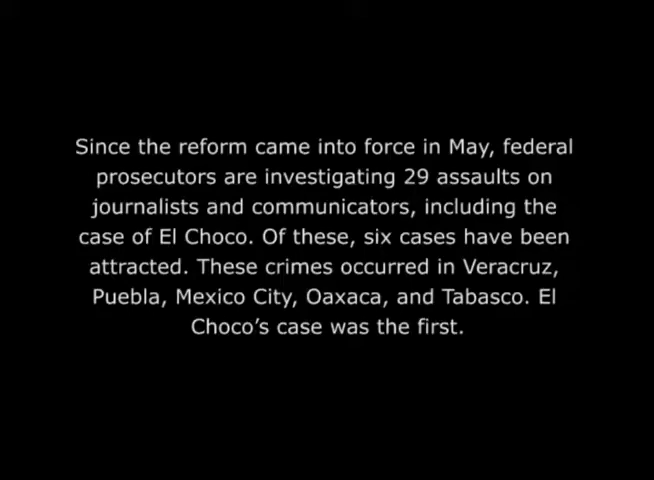 Since the reform came into force in May, federal
prosecutors are investigating 29 assaults on
journalists and communicators, including the
case of El Choco. Of these, six cases have been
attracted. These crimes occurred in Veracruz,
Puebla, Mexico City, Oaxaca, and Tabasco. El
Choco’s case was the first.